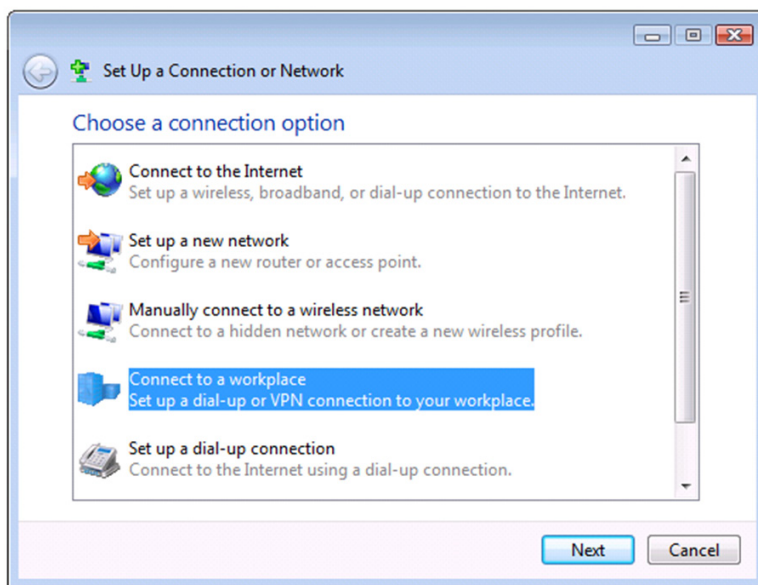 Set Up a Connection or Network
Choose a connection option
Connect to the Internet
Set up a wireless, broadband, or dial-up connection to the Internet.
Set up a new network
Configure a new router or access point.
Manually connect to a wireless network
Connect to a hidden network or create a new wireless profile.
Connect to a workplace
Set up a dial-up or VPN connection to your workplace.
Set up a dial-up connection
Connect to the Internet using a dial-up connection.
Next Cancel